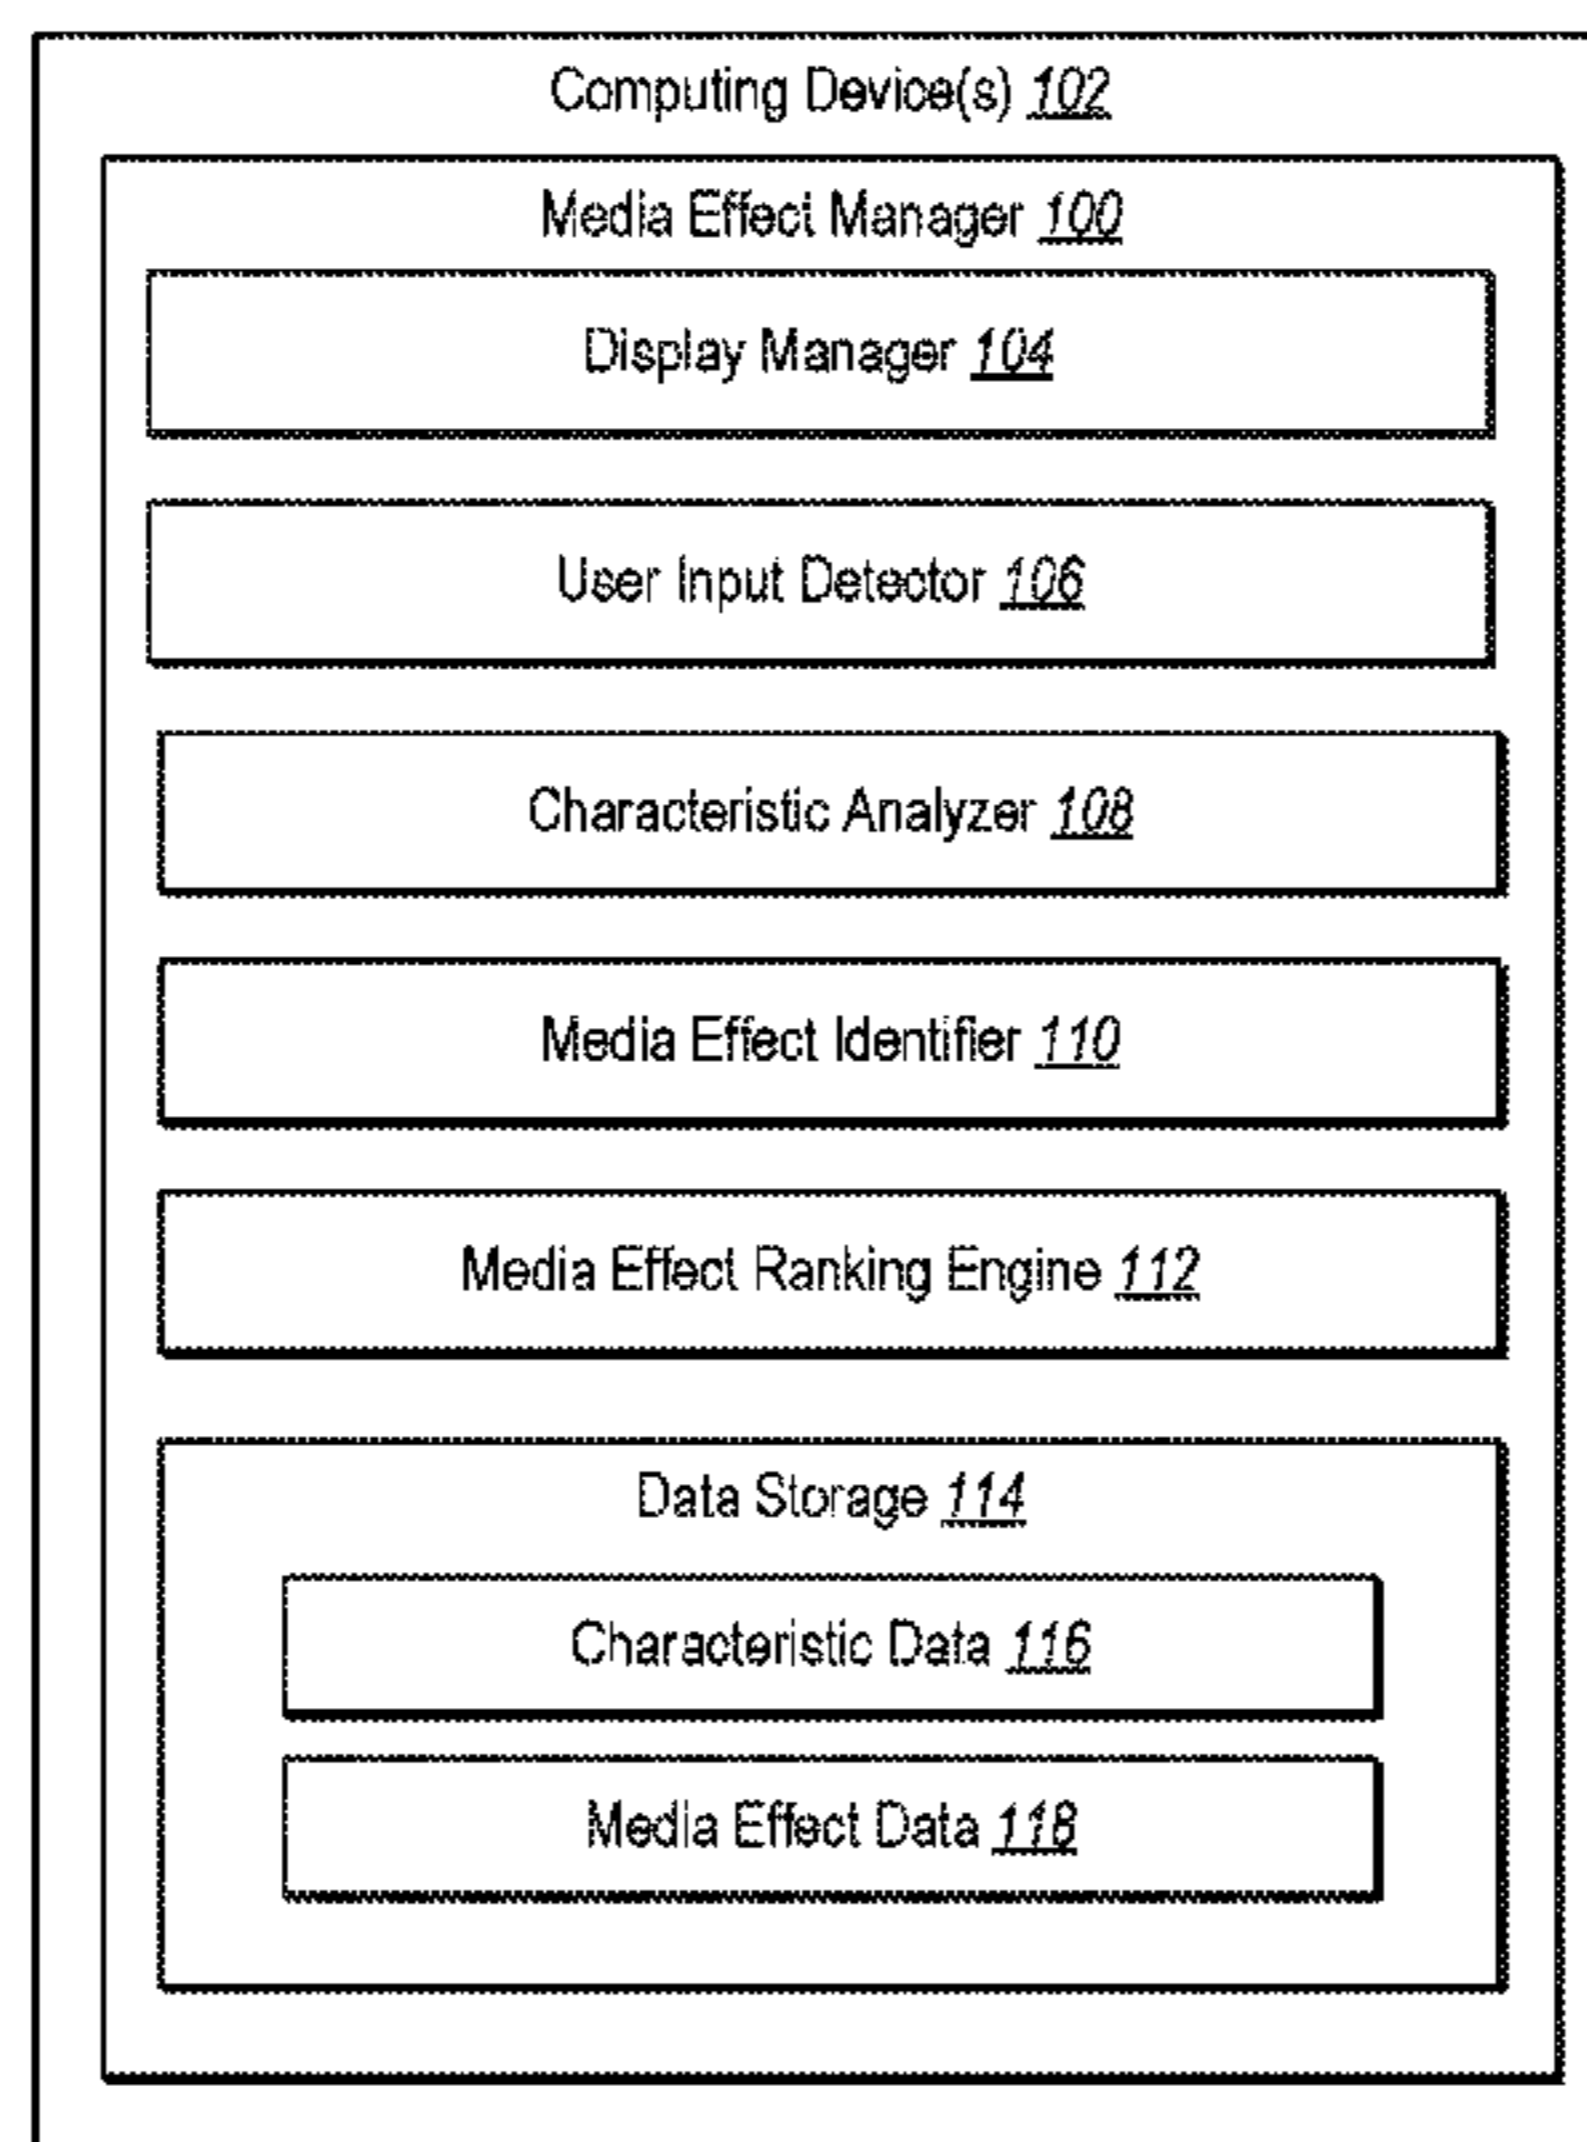 Computing Device(s) 102
Media Effect Manager 100
Display Manager 104
User Input Detector 106
Characteristic Analyzer 108
Media Effect Identifier 110
Media Effect Ranking Engine 112
Data Storage 114
Characteristic Data 116
Media Effect Data 118